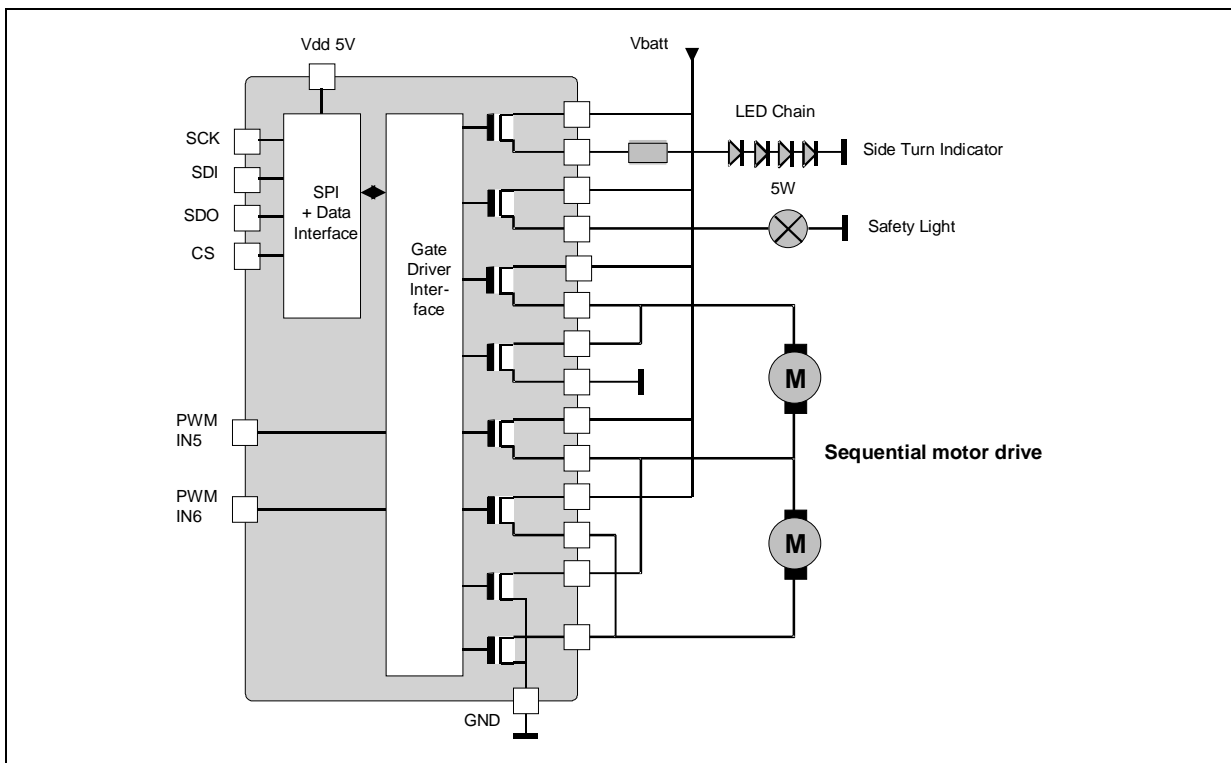 Vdd 5V
Vbatt
LED Chain
SCK
Side Turn Indicator
SDI
5W
SPI
+ Data
Interface
SDO
Safety Light
CS
Gate
Driver
Inter-
face
M
PWM
IN5
Sequential motor drive
PWM
IN6
M
GND